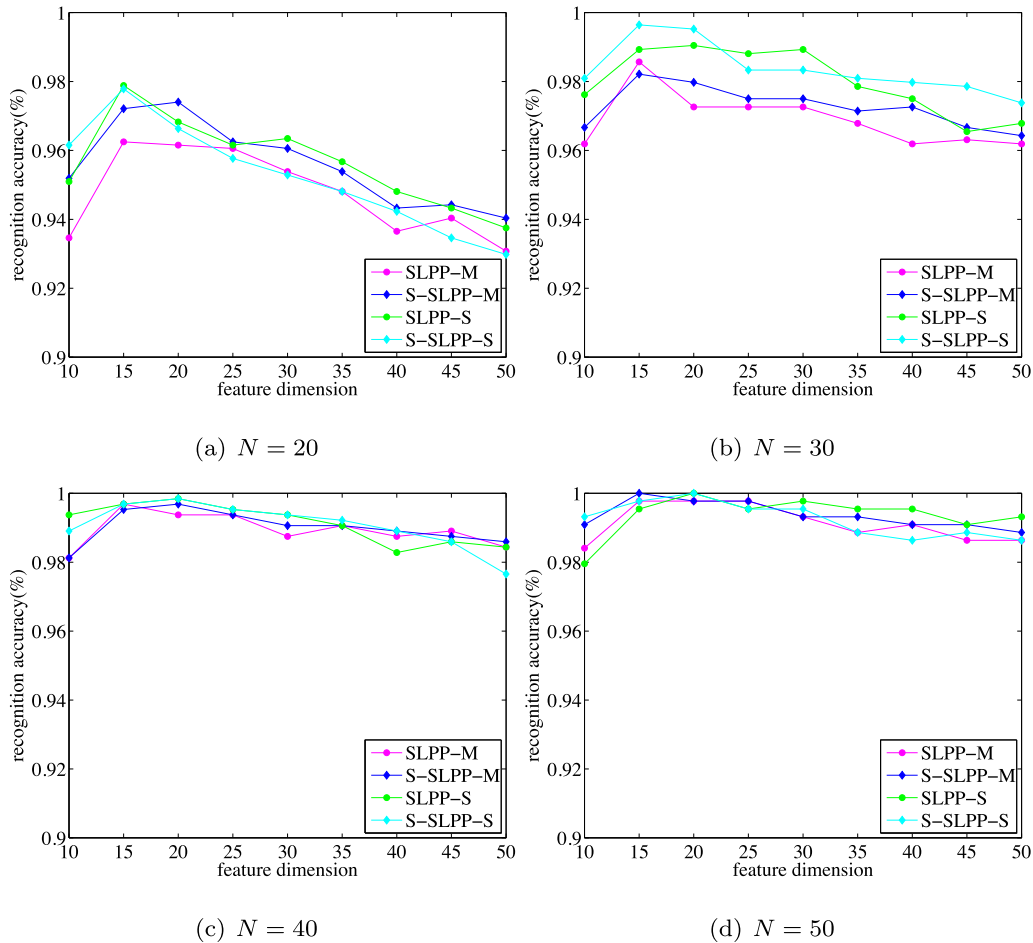 1
0.98
0.96
0.94
0.92
0.9
recognition accuracy(%)
10 15 20 25 30 35 40 45 50
feature dimension
SLPP-M
S-SLPP-M
SLPP-S
S-SLPP-S
(a) N = 20
1
0.98
0.96
0.94
0.92
0.9
recognition accuracy(%)
10 15 20 25 30 35 40 45 50
feature dimension
SLPP-M
S-SLPP-M
SLPP-S
S-SLPP-S
(b) N = 30
1
0.98
0.96
0.94
0.92
0.9
recognition accuracy(%)
10 15 20 25 30 35 40 45 50
feature dimension
SLPP-M
S-SLPP-M
SLPP-S
S-SLPP-S
(c) N = 40
1
0.98
0.96
0.94
0.92
0.9
recognition accuracy(%)
10 15 20 25 30 35 40 45 50
feature dimension
SLPP-M
S-SLPP-M
SLPP-S
S-SLPP-S
(d) N = 50